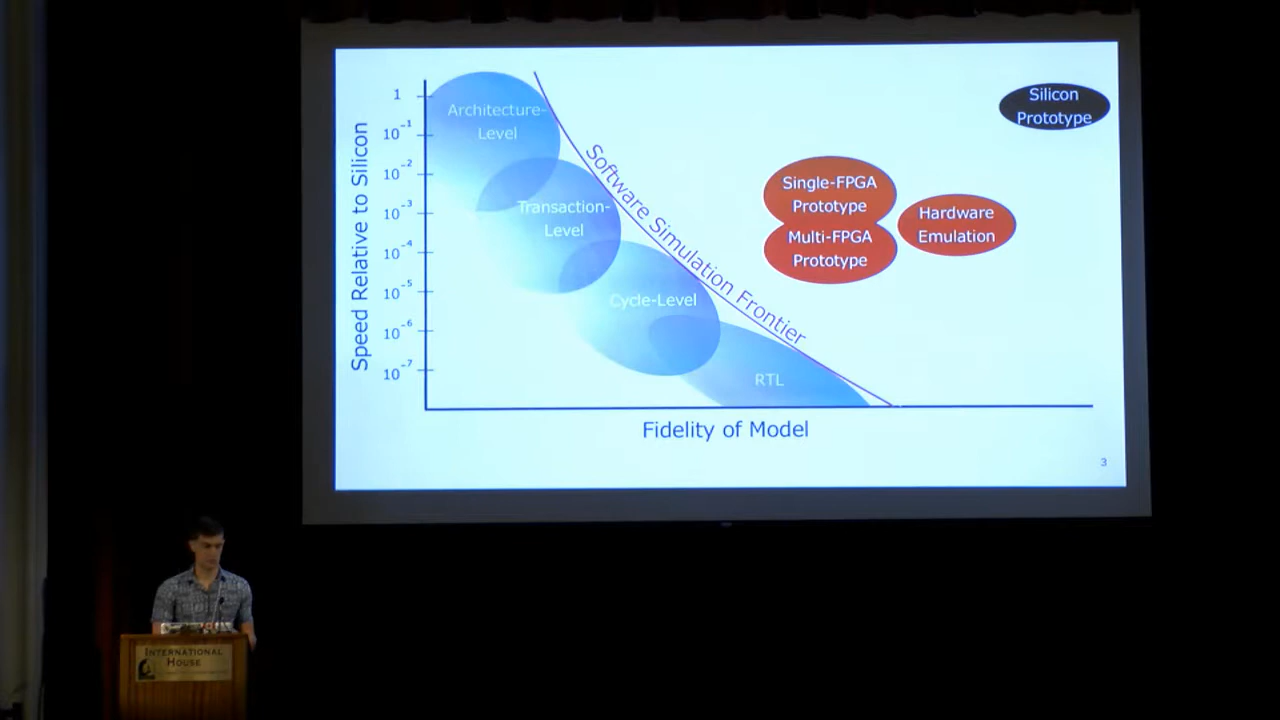 Speed Relative to Silicon
1
10-1
10-2
10-3
10-4
10-5
10-6
10-7
Architecture-
Level
Transaction-
Level
Cycle-Level
RTL
Software Simulation Frontier
Single-FPGA
Prototype
Multi-FPGA
Prototype
Hardware
Emulation
Silicon
Prototype
Fidelity of Model
3
INTERNATIONAL
HOUSE